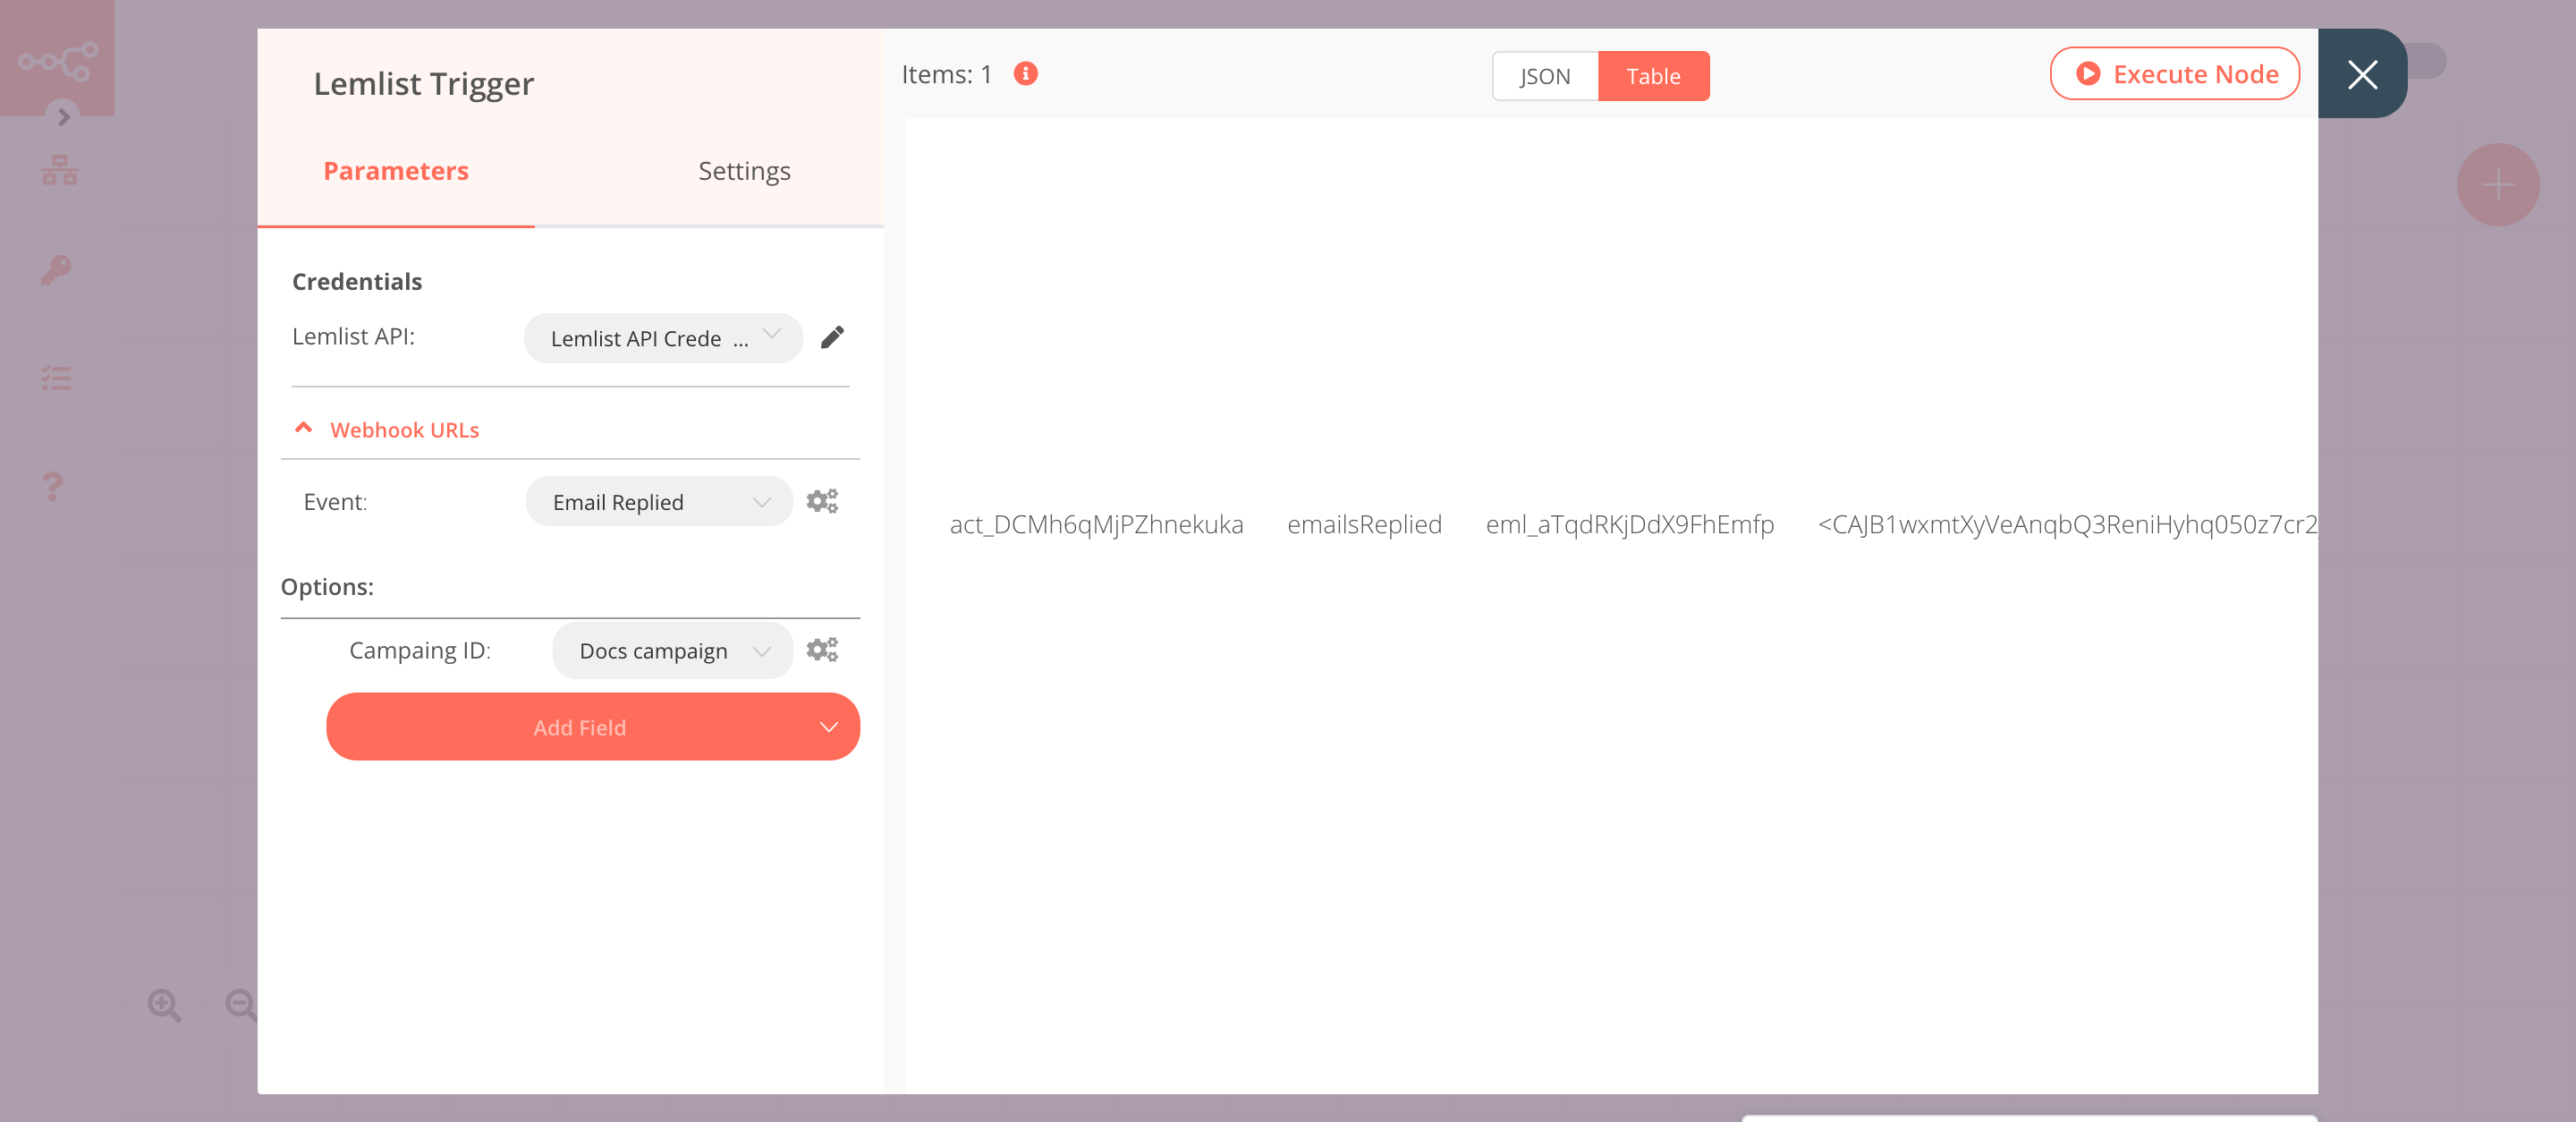 Lemlist Trigger
Parameters Settings
Credentials
Lemlist API: Lemlist API Crede ...
Webhook URLs
Event: Email Replied
Options:
Campaing ID: Docs campaign
Add Field
Items: 1
JSON Table
Execute Node
act_DCMh6qMjPZhnekuka emailsReplied eml_aTqdRKjDdX9FhEmfp <CAJB1wxmtXyVeAnqbQ3ReniHyhq050z7cr2